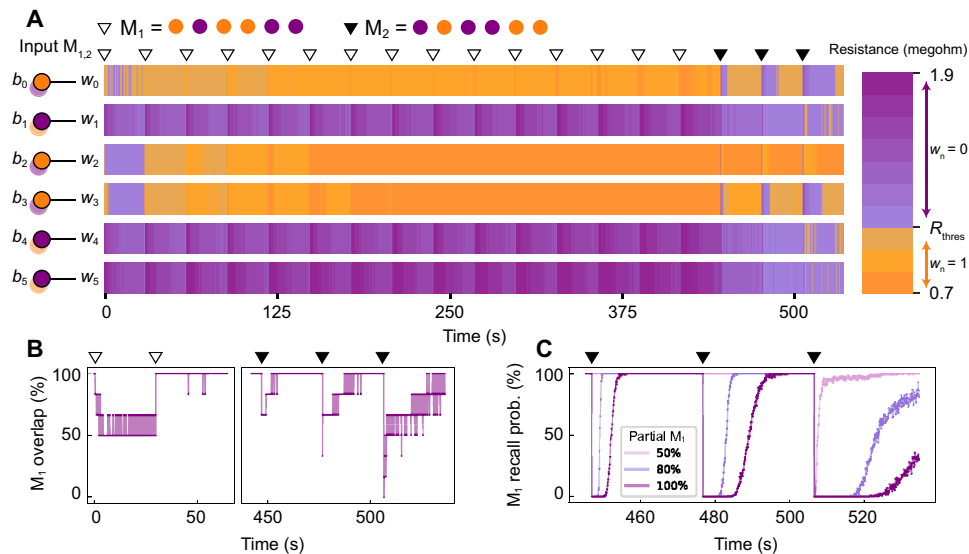 A
M1 =
M2 =
Input M1,2
Resistance (megohm)
b0 w0
b1 w1
b2 w2
b3 w3
b4 w4
b5 w5
1.9
wn = 0
Rthres
wn = 1
0.7
0 125 250 375 500
Time (s)
B
M1 overlap (%)
100
50
0
0 50 450 500
Time (s)
C
M1 recall prob. (%)
100
50
0
Partial M1
50%
80%
100%
460 480 500 520
Time (s)